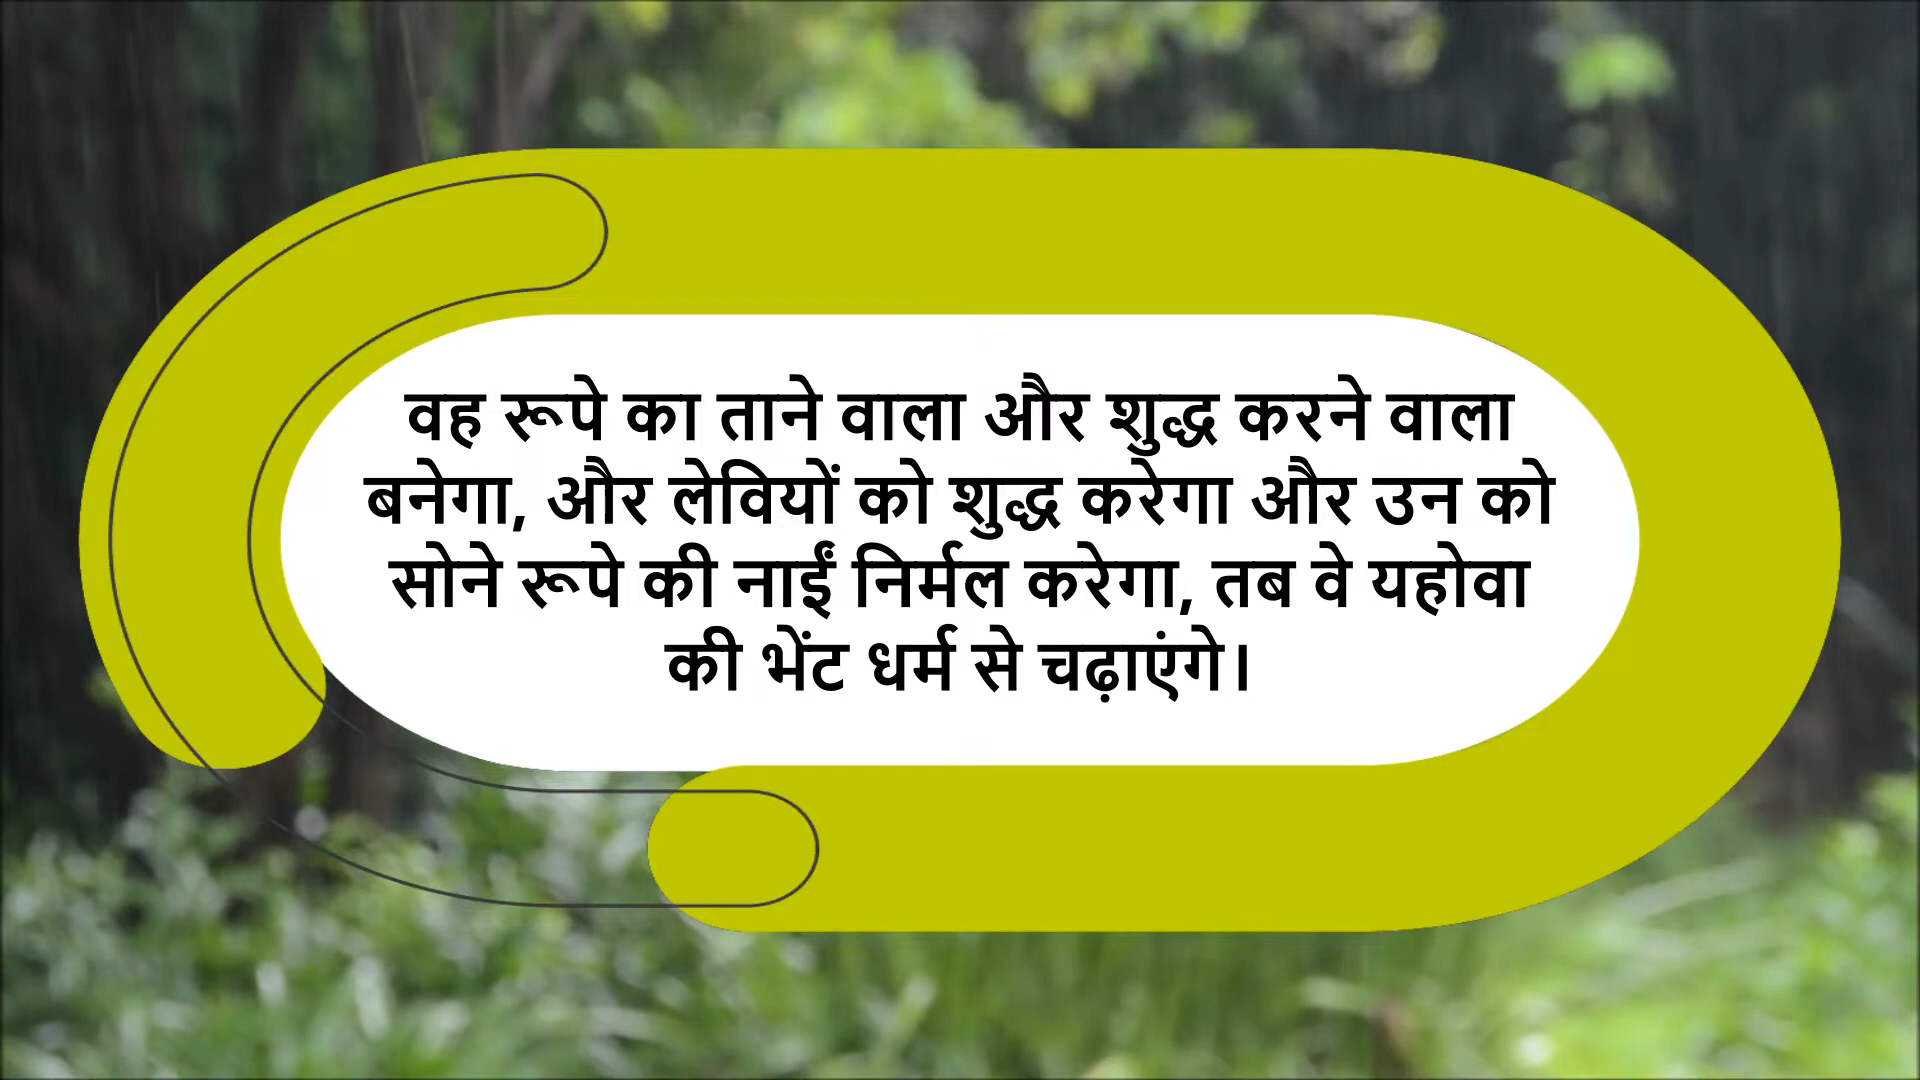 वह रूपे का ताने वाला और शुद्ध करने वाला
बनेगा, और लेवियों को शुद्ध करेगा और उन को
सोने रूपे की नाईं निर्मल करेगा, तब वे यहोवा
की भेंट धर्म से चढ़ाएंगे।